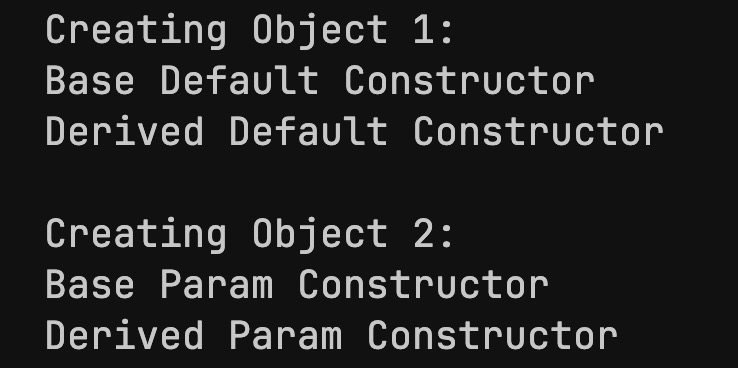 Creating Object 1:
Base Default Constructor
Derived Default Constructor
Creating Object 2:
Base Param Constructor
Derived Param Constructor